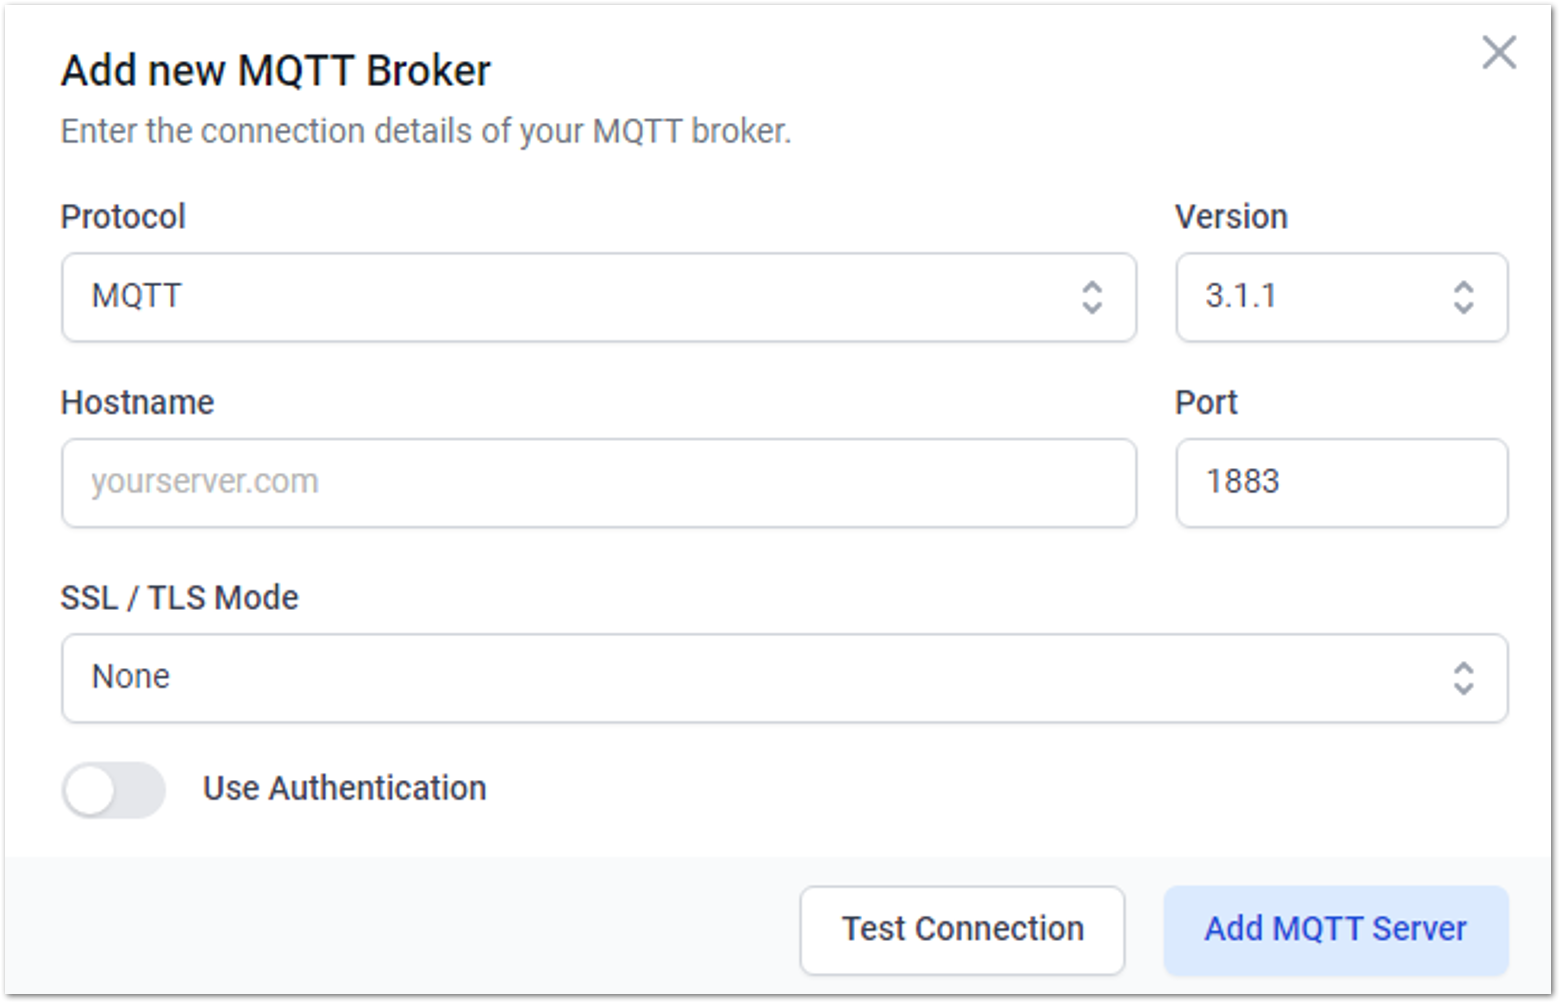 Add new MQTT Broker
Enter the connection details of your MQTT broker.
Protocol
Version
MQTT
3.1.1
Hostname
Port
yourserver.com
1883
SSL / TLS Mode
None
Use Authentication
Test Connection
Add MQTT Server